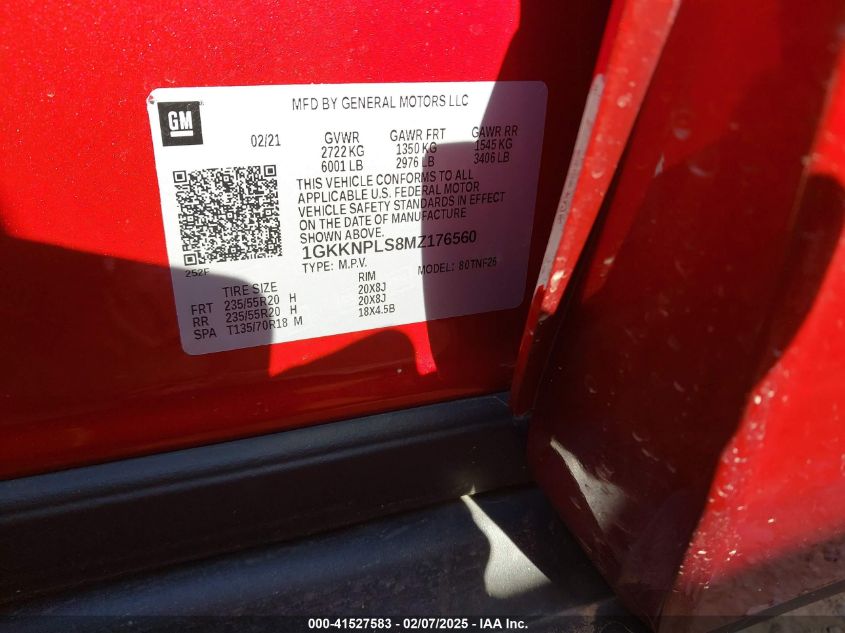 GM
MFD BY GENERAL MOTORS LLC
02/21 GVWR GAWR FRT GAWR RR
2722 KG 1350 KG 1545 KG
6001 LB 2976 LB 3406 LB
THIS VEHICLE CONFORMS TO ALL
APPLICABLE U.S. FEDERAL MOTOR
VEHICLE SAFETY STANDARDS IN EFFECT
ON THE DATE OF MANUFACTURE
SHOWN ABOVE.
1GKKNPLS8MZ176560
TYPE: M.P.V. MODEL: 80TNF26
252F
TIRE SIZE RIM
FRT 235/55R20 H 20X8J
RR 235/55R20 H 20X8J
SPA T135/70R18 M 18X4.5B
000-41527583 - 02/07/2025 - IAA Inc.